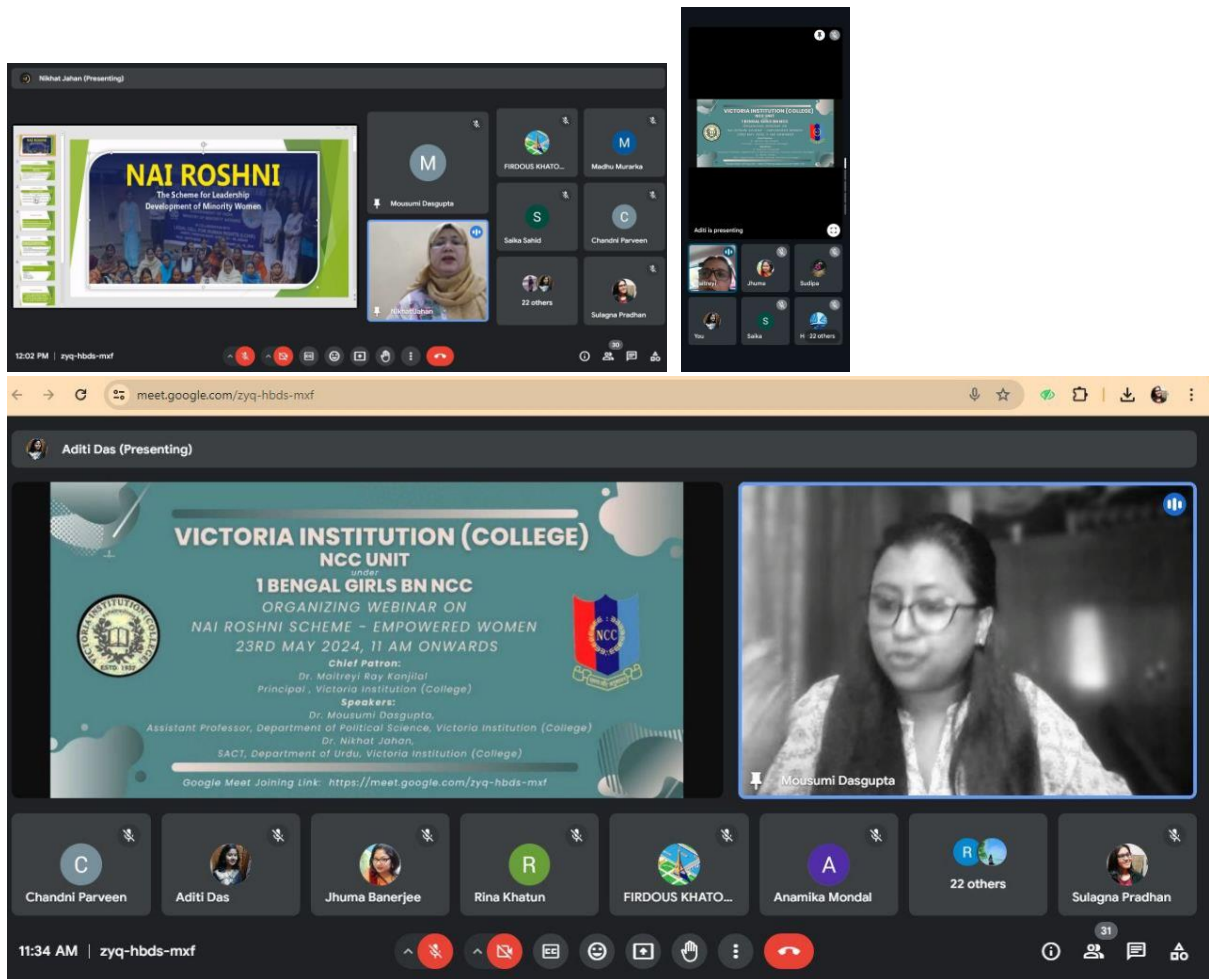 Nikhat Jahan (Presenting)
NAI ROSHNI
The Scheme for Leadership
Development of Minority Women
M
Mousumi Dasgupta
Nikhat Jahan
FIRDOUS KHATO...
M
Madhu Murarka
S
Saika Sahid
C
Chandni Parveen
22 others
Sulagna Pradhan
12:02 PM | zyq-hbds-mxf
CC
30
VICTORIA INSTITUTION (COLLEGE)
Aditi is presenting
Maitreyi
Jhuma
Sudipa
You
S
Saika
H
22 others
meet.google.com/zyq-hbds-mxf
Aditi Das (Presenting)
VICTORIA INSTITUTION (COLLEGE)
NCC UNIT
under
1 BENGAL GIRLS BN NCC
ORGANIZING WEBINAR ON
NAI ROSHNI SCHEME - EMPOWERED WOMEN
23RD MAY 2024, 11 AM ONWARDS
Chief Patron:
Dr. Maitreyi Ray Kanjilal
Principal , Victoria Institution (College)
Speakers:
Dr. Mousumi Dasgupta,
Assistant Professor, Department of Political Science, Victoria Institution (College)
Dr. Nikhat Jahan,
SACT, Department of Urdu, Victoria Institution (College)
Google Meet Joining Link: https://meet.google.com/zyq-hbds-mxf
VICTORIA INSTITUTION (COLLEGE)
ESTD. 1932
NCC
Mousumi Dasgupta
C
Chandni Parveen
Aditi Das
Jhuma Banerjee
R
Rina Khatun
FIRDOUS KHATO...
A
Anamika Mondal
R
22 others
Sulagna Pradhan
11:34 AM | zyq-hbds-mxf
CC
31